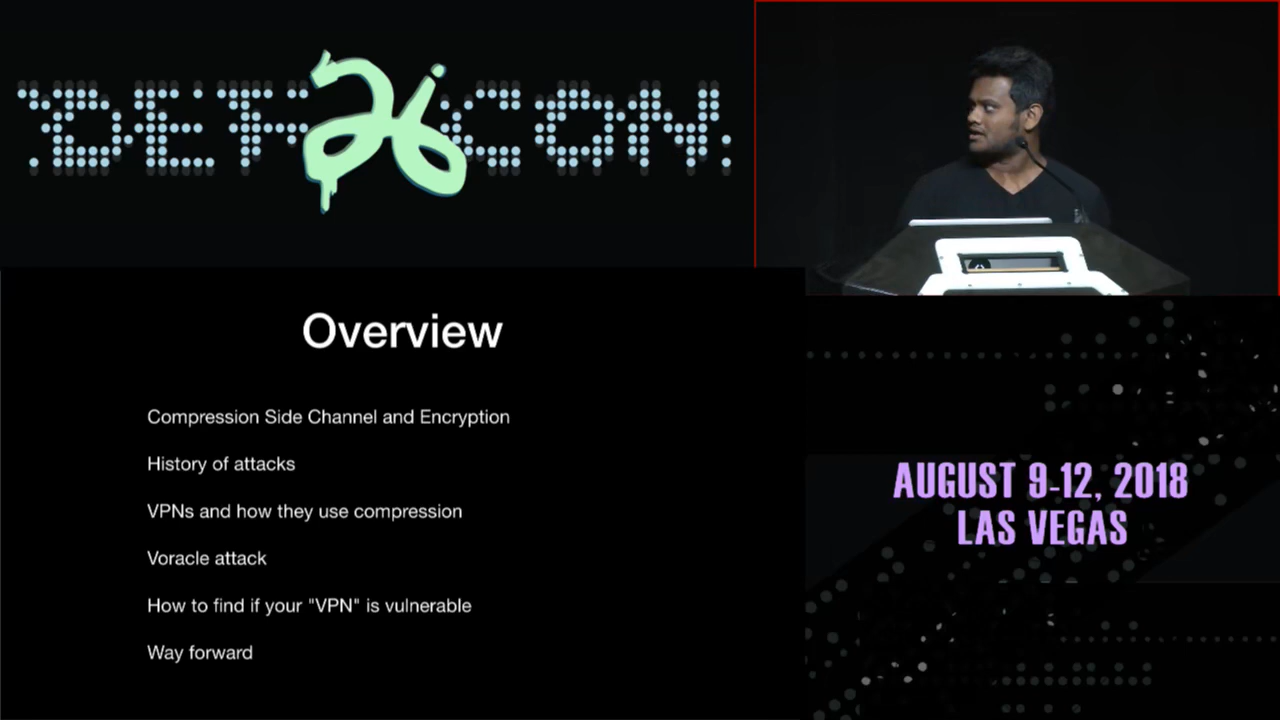 DEF 26 CON
Overview
Compression Side Channel and Encryption
History of attacks
VPNs and how they use compression
Voracle attack
How to find if your "VPN" is vulnerable
Way forward
AUGUST 9-12, 2018
LAS VEGAS